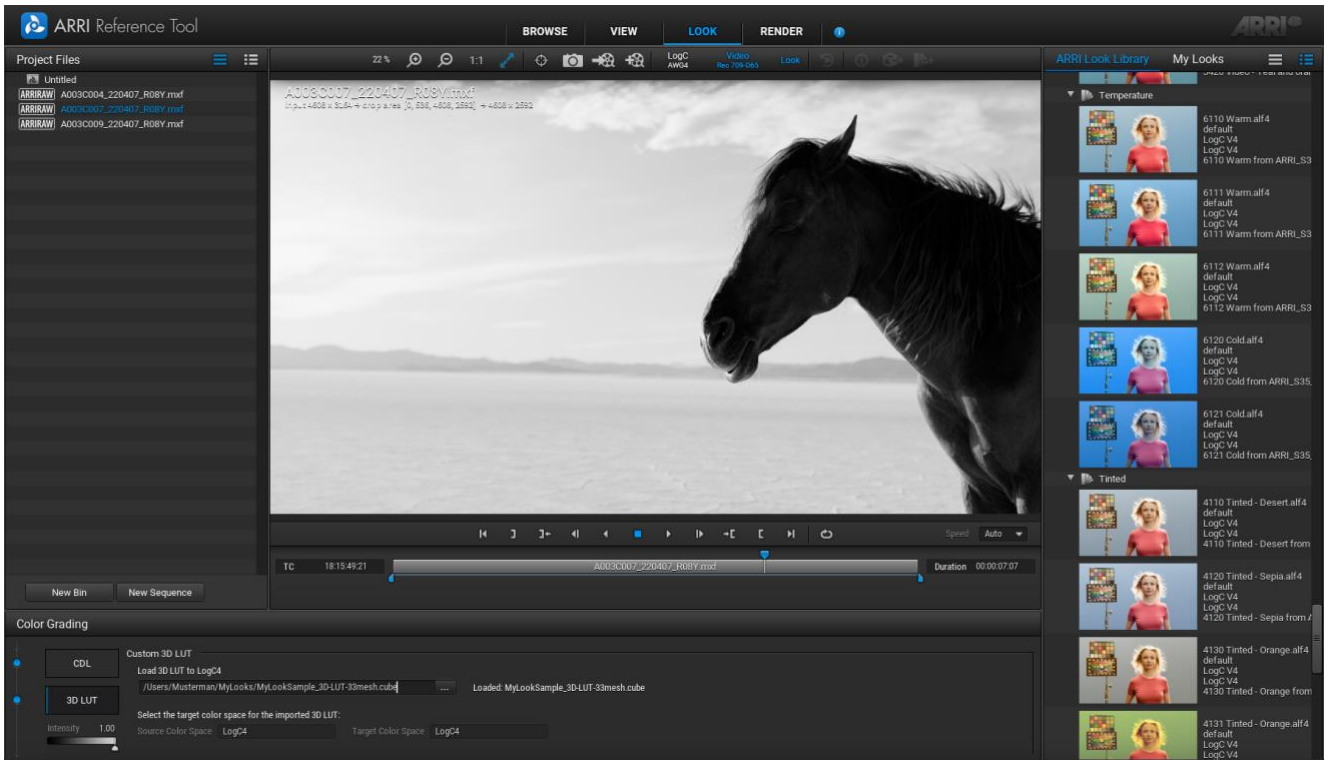 ARRI Reference Tool
BROWSE VIEW LOOK RENDER
ARRI
Project Files
Untitled
ARRIRAW A003C004_220407_R08Y.mxf
ARRIRAW A003C007_220407_R08Y.mxf
ARRIRAW A003C009_220407_R08Y.mxf
New Bin New Sequence
22% 1:1 LogC Video Look
AWG4 Rec 709-D65
A003C007_220407_R08Y.mxf
TC 18:15:49:21 A003C007_220407_R08Y.mxf Duration 00:00:07:07
Speed Auto
Color Grading
CDL
3D LUT
Intensity 1.00
Custom 3D LUT
Load 3D LUT to LogC4
/Users/Musterman/MyLooks/MyLookSample_3D-LUT-33mesh.cube ... Loaded: MyLookSample_3D-LUT-33mesh.cube
Select the target color space for the imported 3D LUT:
Source Color Space LogC4 Target Color Space LogC4
ARRI Look Library My Looks
Temperature
6110 Warm.alf4
default
LogC V4
LogC V4
6110 Warm from ARRI_S3
6111 Warm.alf4
default
LogC V4
LogC V4
6111 Warm from ARRI_S3
6112 Warm.alf4
default
LogC V4
LogC V4
6112 Warm from ARRI_S3
6120 Cold.alf4
default
LogC V4
LogC V4
6120 Cold from ARRI_S35_
6121 Cold.alf4
default
LogC V4
LogC V4
6121 Cold from ARRI_S35_
Tinted
4110 Tinted - Desert.alf4
default
LogC V4
LogC V4
4110 Tinted - Desert from
4120 Tinted - Sepia.alf4
default
LogC V4
LogC V4
4120 Tinted - Sepia from
4130 Tinted - Orange.alf4
default
LogC V4
LogC V4
4130 Tinted - Orange from
4131 Tinted - Orange.alf4
default
LogC V4
LogC V4